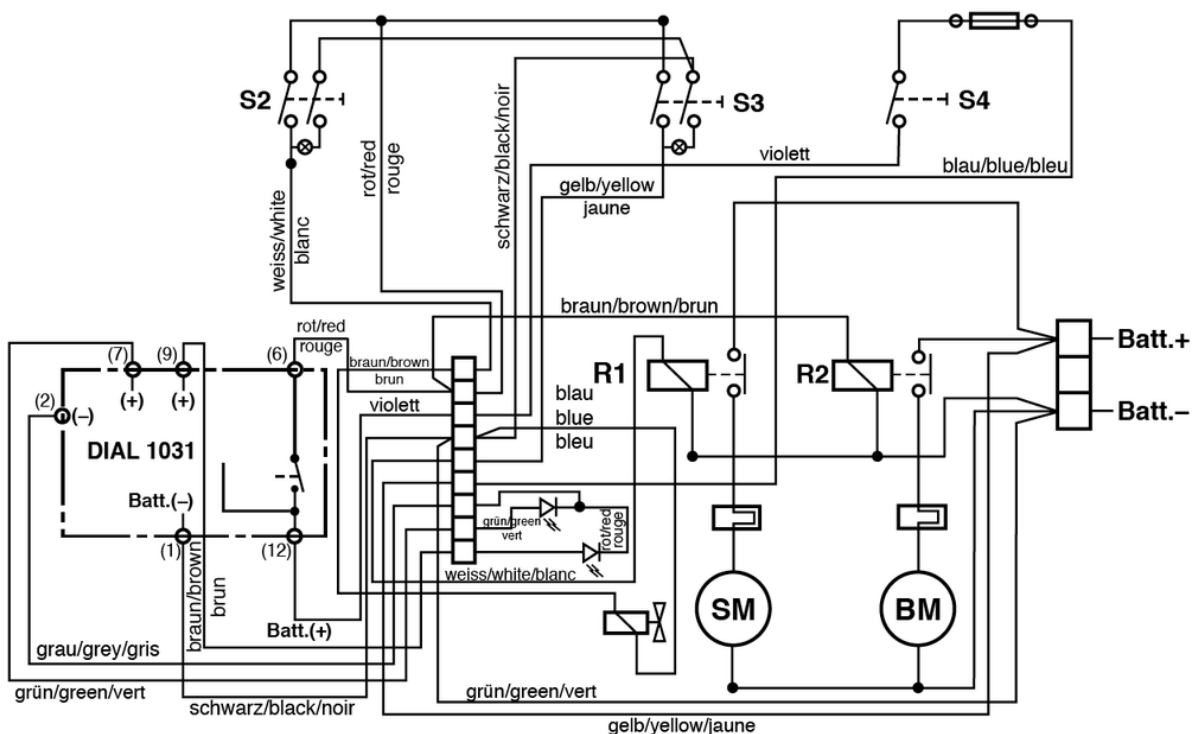 S2
S3
S4
rot/red
rouge
schwarz/black/noir
violett
blau/blue/bleu
gelb/yellow
jaune
weiss/white
blanc
braun/brown/brun
rot/red
rouge
(7)
(9)
(6)
braun/brown
brun
R1
R2
Batt.+
(2)
(-)
(+)
(+)
violett
blau
blue
bleu
Batt.–
DIAL 1031
Batt.(–)
(1)
(12)
grün/green
vert
rot/red
rouge
weiss/white/blanc
braun/brown
brun
SM
BM
Batt.(+)
grau/grey/gris
grün/green/vert
grün/green/vert
schwarz/black/noir
gelb/yellow/jaune